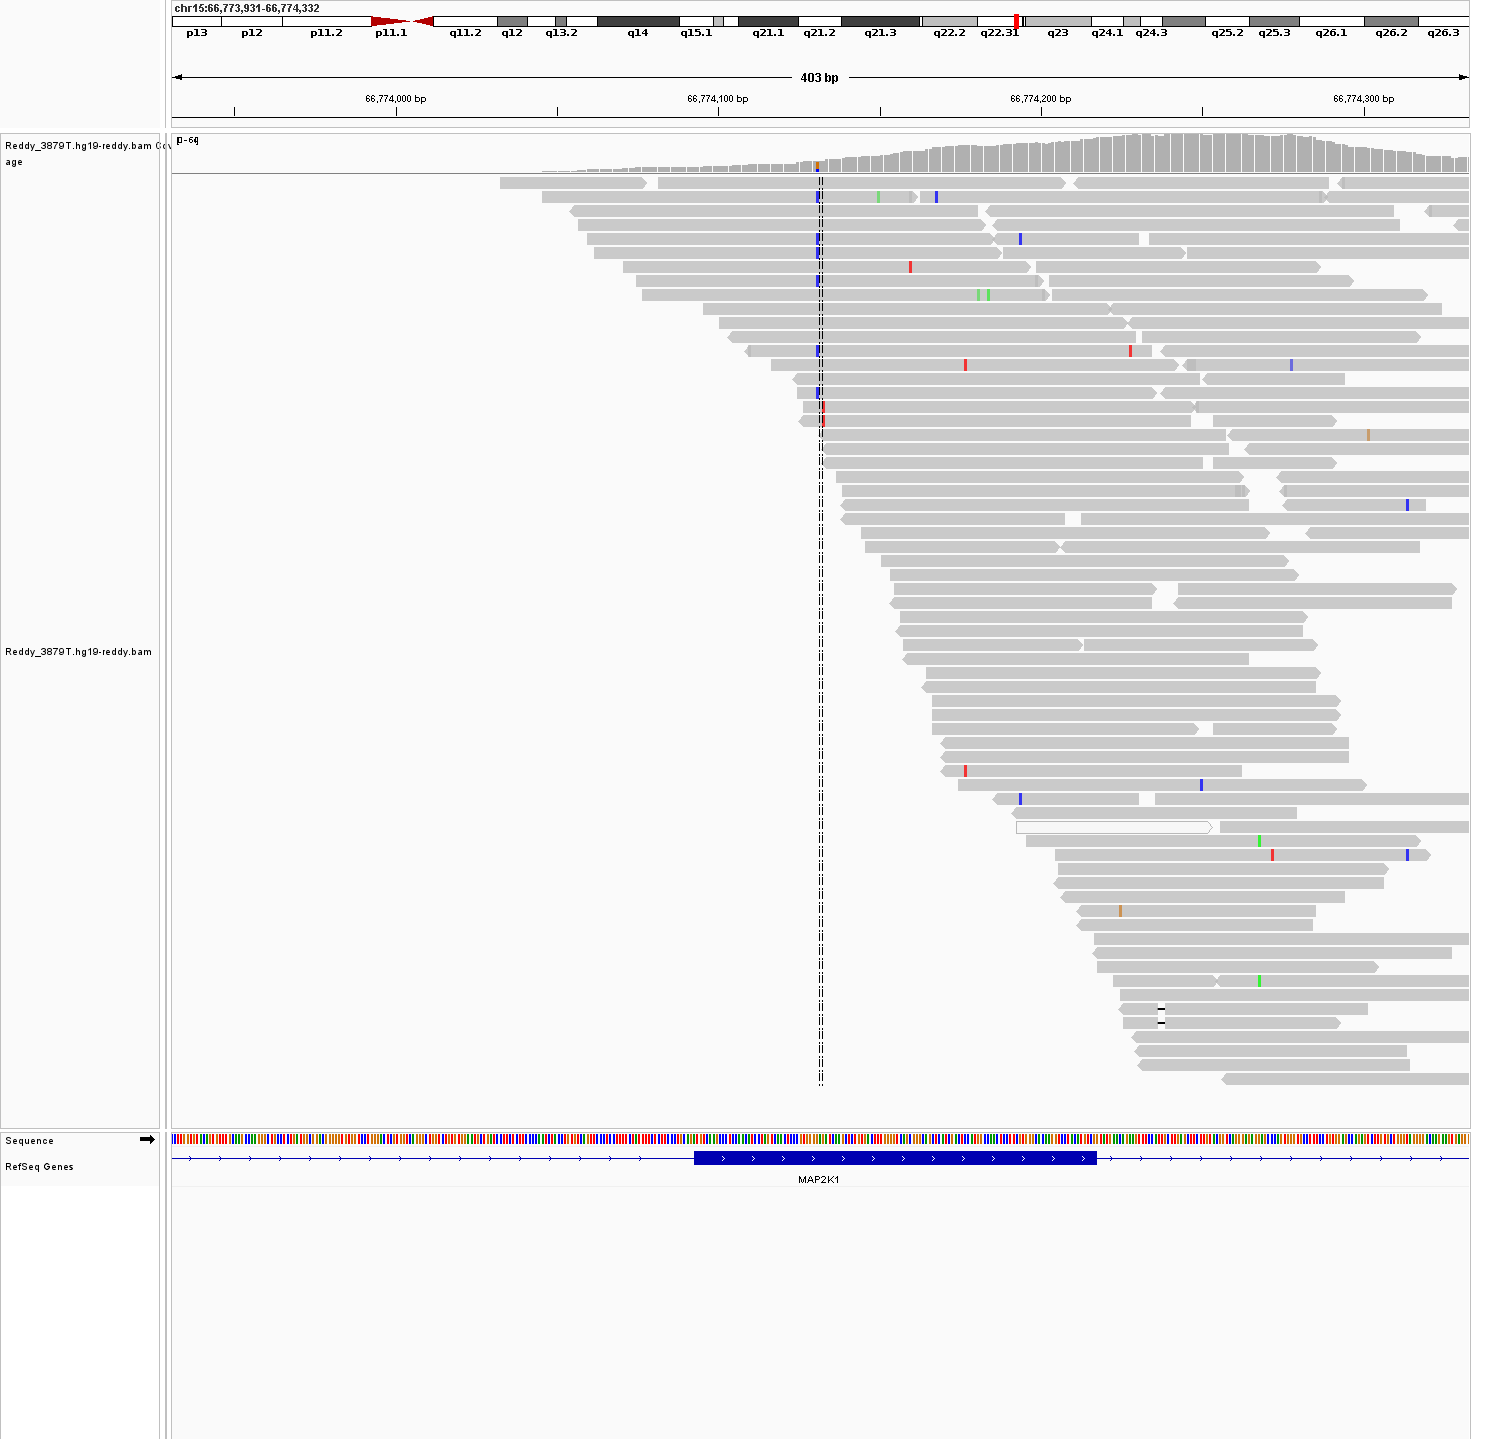 chr15:66,773,931-66,774,332
p13 p12 p11.2 p11.1 q11.2 q12 q13.2 q14 q15.1 q21.1 q21.2 q21.3 q22.2 q22.31 q23 q24.1 q24.3 q25.2 q25.3 q26.1 q26.2 q26.3
403 bp
66,774,000 bp 66,774,100 bp 66,774,200 bp 66,774,300 bp
[0-64]
Reddy_3879T.hg19-reddy.bam Cov
age
Reddy_3879T.hg19-reddy.bam
Sequence
RefSeq Genes
MAP2K1